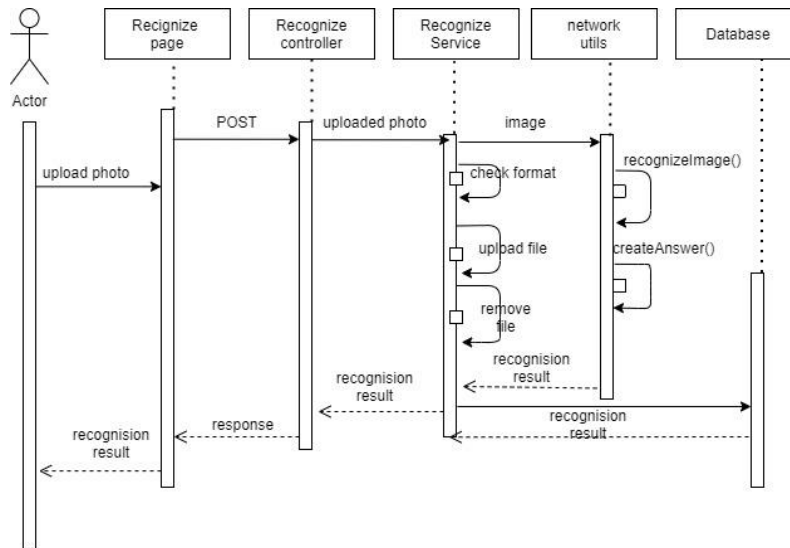 Recignize
page
Recognize
controller
Recognize
Service
network
utils
Database
Actor
POST
uploaded photo
image
upload photo
check format
recognizeImage()
upload file
createAnswer()
remove
file
recognision
result
recognision
result
recognision
result
response
recognision
result